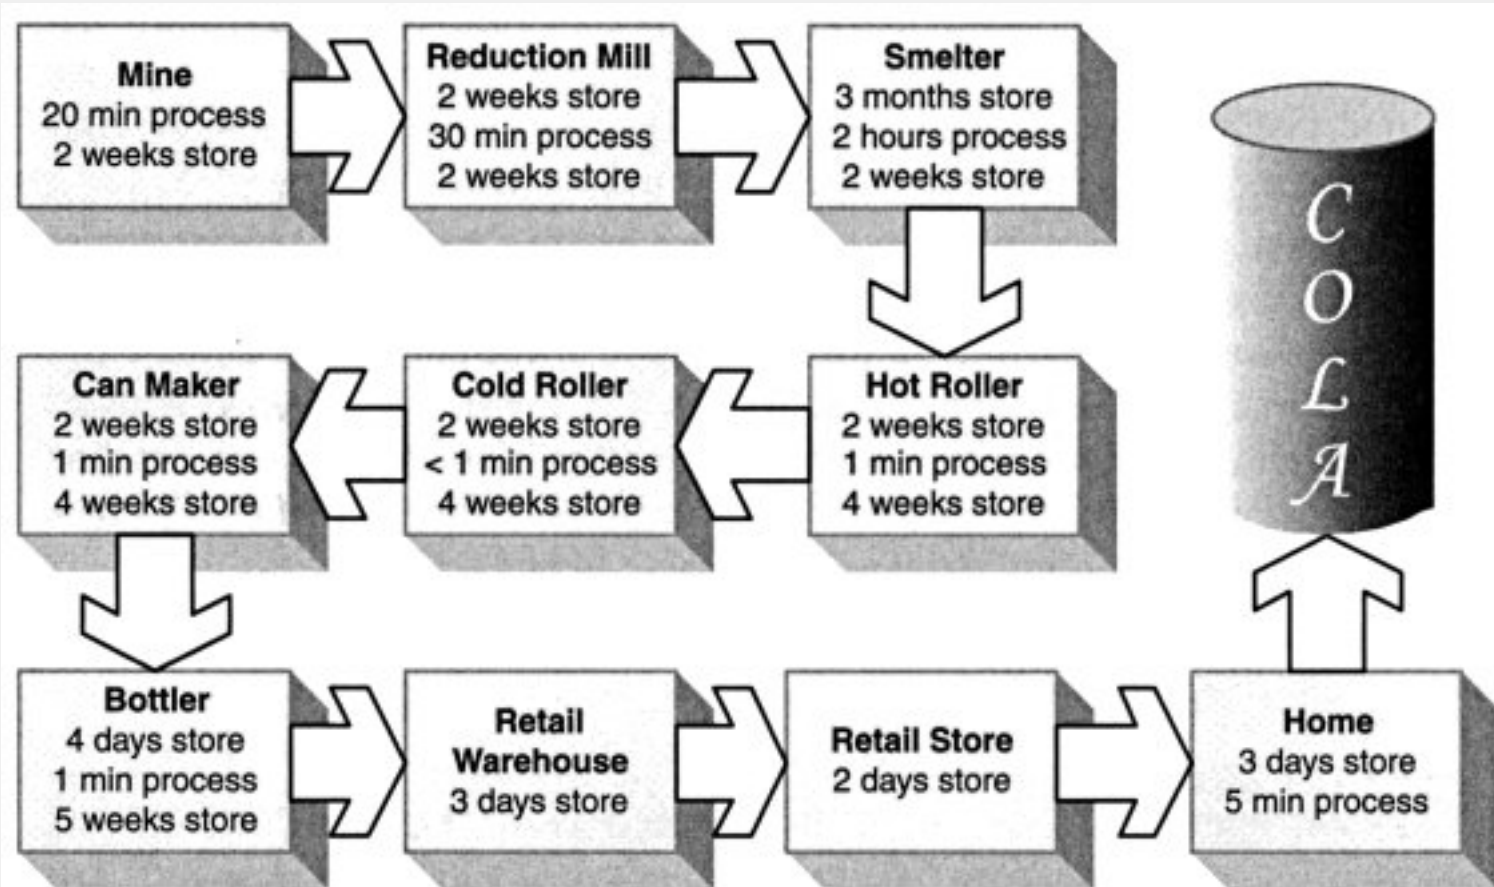 Mine
20 min process
2 weeks store
Reduction Mill
2 weeks store
30 min process
2 weeks store
Smelter
3 months store
2 hours process
2 weeks store
Hot Roller
2 weeks store
1 min process
4 weeks store
Cold Roller
2 weeks store
< 1 min process
4 weeks store
Can Maker
2 weeks store
1 min process
4 weeks store
Bottler
4 days store
1 min process
5 weeks store
Retail
Warehouse
3 days store
Retail Store
2 days store
Home
3 days store
5 min process
C
O
L
A